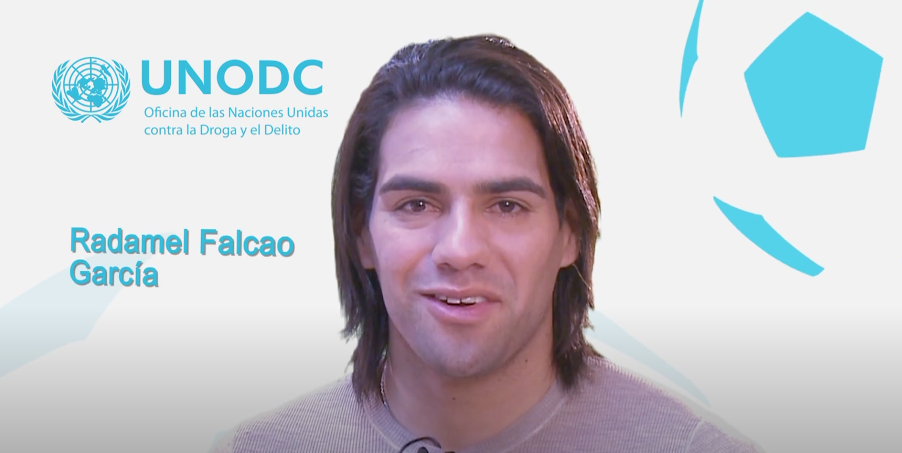 UNODC
Oficina de las Naciones Unidas
contra la Droga y el Delito
Radamel Falcao
García